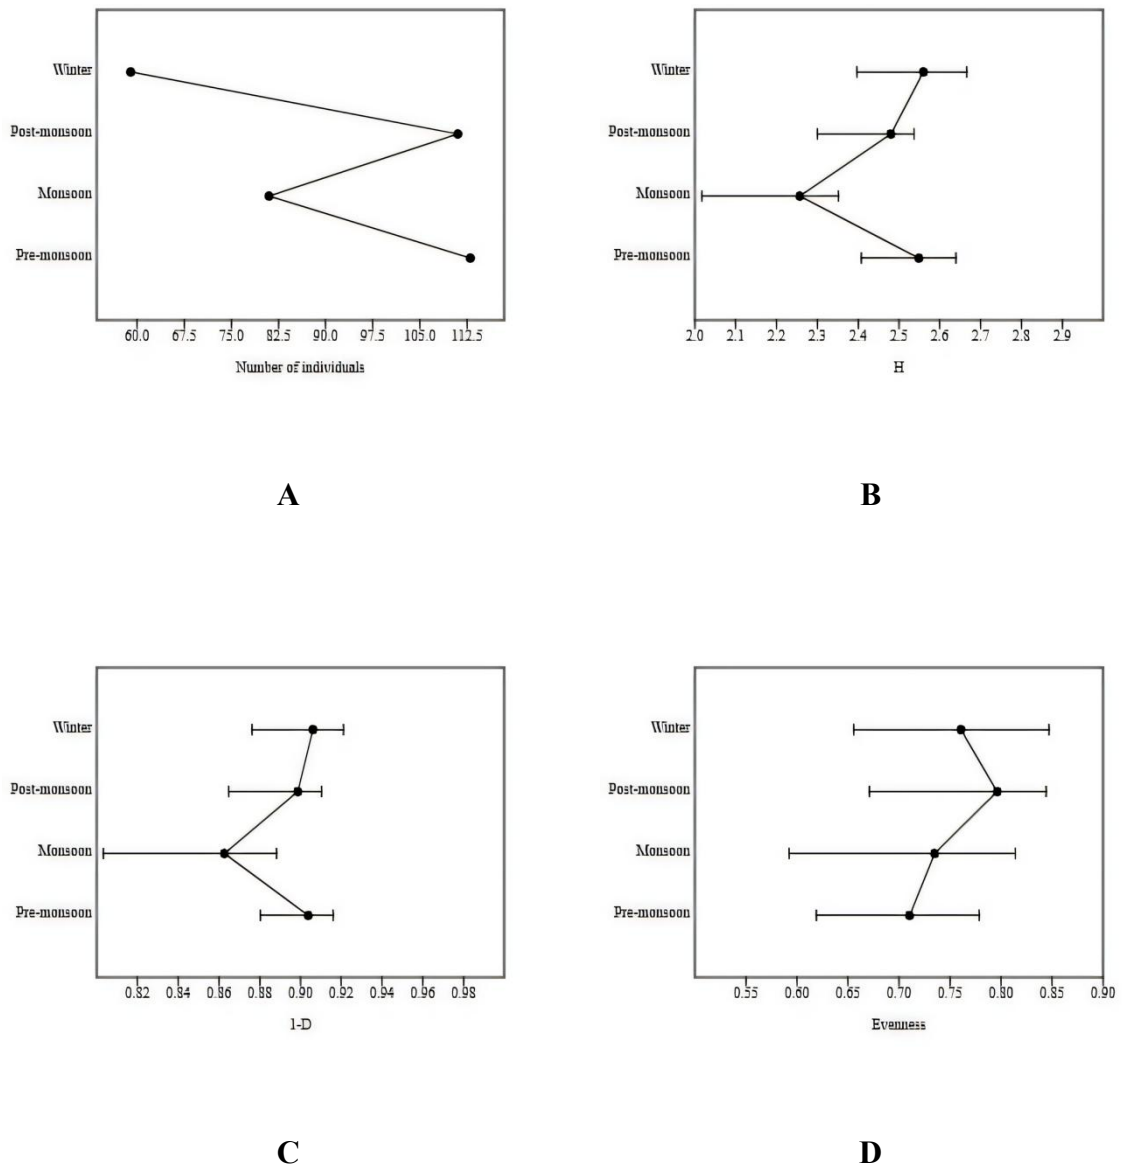 Winter
Post-monsoon
Monsoon
Pre-monsoon
60.0 67.5 75.0 82.5 90.0 97.5 105.0 112.5
Number of individuals
A
Winter
Post-monsoon
Monsoon
Pre-monsoon
2.0 2.1 2.2 2.3 2.4 2.5 2.6 2.7 2.8 2.9
H
B
Winter
Post-monsoon
Monsoon
Pre-monsoon
0.82 0.84 0.86 0.88 0.90 0.92 0.94 0.96 0.98
1-D
C
Winter
Post-monsoon
Monsoon
Pre-monsoon
0.55 0.60 0.65 0.70 0.75 0.80 0.85 0.90
Evenness
D